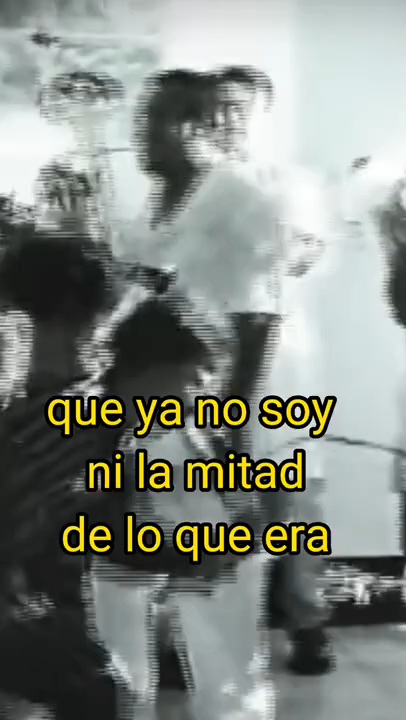 que ya no soy
ni la mitad
de lo que era